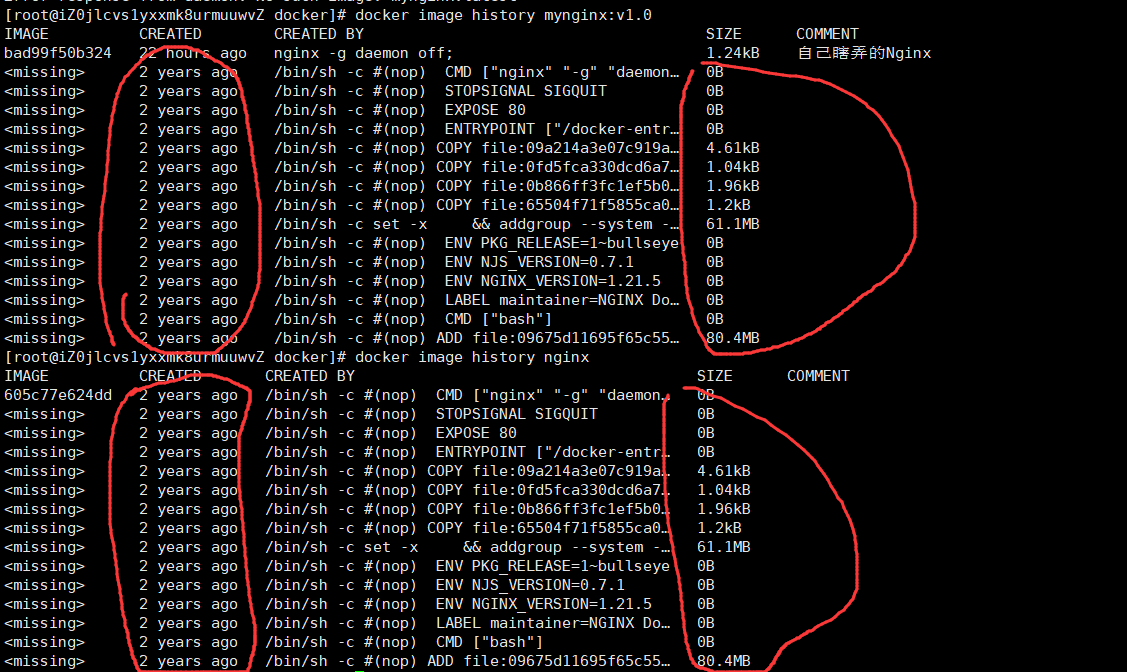 [root@iZ0jlcvs1yxxmk8urmuuwvZ docker]# docker image history mynginx:v1.0
IMAGE CREATED CREATED BY SIZE COMMENT
bad99f50b324 22 hours ago nginx -g daemon off; 1.24kB 自己瞎弄的Nginx
<missing> 2 years ago /bin/sh -c #(nop) CMD ["nginx" "-g" "daemon… 0B
<missing> 2 years ago /bin/sh -c #(nop) STOPSIGNAL SIGQUIT 0B
<missing> 2 years ago /bin/sh -c #(nop) EXPOSE 80 0B
<missing> 2 years ago /bin/sh -c #(nop) ENTRYPOINT ["/docker-entr… 0B
<missing> 2 years ago /bin/sh -c #(nop) COPY file:09a214a3e07c919a… 4.61kB
<missing> 2 years ago /bin/sh -c #(nop) COPY file:0fd5fca330dcd6a7… 1.04kB
<missing> 2 years ago /bin/sh -c #(nop) COPY file:0b866ff3fc1ef5b0… 1.96kB
<missing> 2 years ago /bin/sh -c #(nop) COPY file:65504f71f5855ca0… 1.2kB
<missing> 2 years ago /bin/sh -c set -x && addgroup --system -… 61.1MB
<missing> 2 years ago /bin/sh -c #(nop) ENV PKG_RELEASE=1~bullseye 0B
<missing> 2 years ago /bin/sh -c #(nop) ENV NJS_VERSION=0.7.1 0B
<missing> 2 years ago /bin/sh -c #(nop) ENV NGINX_VERSION=1.21.5 0B
<missing> 2 years ago /bin/sh -c #(nop) LABEL maintainer=NGINX Do… 0B
<missing> 2 years ago /bin/sh -c #(nop) CMD ["bash"] 0B
<missing> 2 years ago /bin/sh -c #(nop) ADD file:09675d11695f65c55… 80.4MB
[root@iZ0jlcvs1yxxmk8urmuuwvZ docker]# docker image history nginx
IMAGE CREATED CREATED BY SIZE COMMENT
605c77e624dd 2 years ago /bin/sh -c #(nop) CMD ["nginx" "-g" "daemon… 0B
<missing> 2 years ago /bin/sh -c #(nop) STOPSIGNAL SIGQUIT 0B
<missing> 2 years ago /bin/sh -c #(nop) EXPOSE 80 0B
<missing> 2 years ago /bin/sh -c #(nop) ENTRYPOINT ["/docker-entr… 0B
<missing> 2 years ago /bin/sh -c #(nop) COPY file:09a214a3e07c919a… 4.61kB
<missing> 2 years ago /bin/sh -c #(nop) COPY file:0fd5fca330dcd6a7… 1.04kB
<missing> 2 years ago /bin/sh -c #(nop) COPY file:0b866ff3fc1ef5b0… 1.96kB
<missing> 2 years ago /bin/sh -c #(nop) COPY file:65504f71f5855ca0… 1.2kB
<missing> 2 years ago /bin/sh -c set -x && addgroup --system -… 61.1MB
<missing> 2 years ago /bin/sh -c #(nop) ENV PKG_RELEASE=1~bullseye 0B
<missing> 2 years ago /bin/sh -c #(nop) ENV NJS_VERSION=0.7.1 0B
<missing> 2 years ago /bin/sh -c #(nop) ENV NGINX_VERSION=1.21.5 0B
<missing> 2 years ago /bin/sh -c #(nop) LABEL maintainer=NGINX Do… 0B
<missing> 2 years ago /bin/sh -c #(nop) CMD ["bash"] 0B
<missing> 2 years ago /bin/sh -c #(nop) ADD file:09675d11695f65c55… 80.4MB